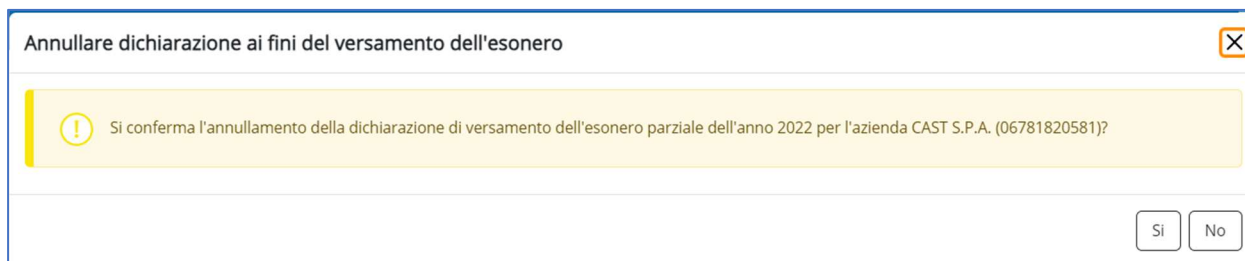 Annullare dichiarazione ai fini del versamento dell'esonero
Si conferma l'annullamento della dichiarazione di versamento dell'esonero parziale dell'anno 2022 per l'azienda CAST S.P.A. (06781820581)?
Si No